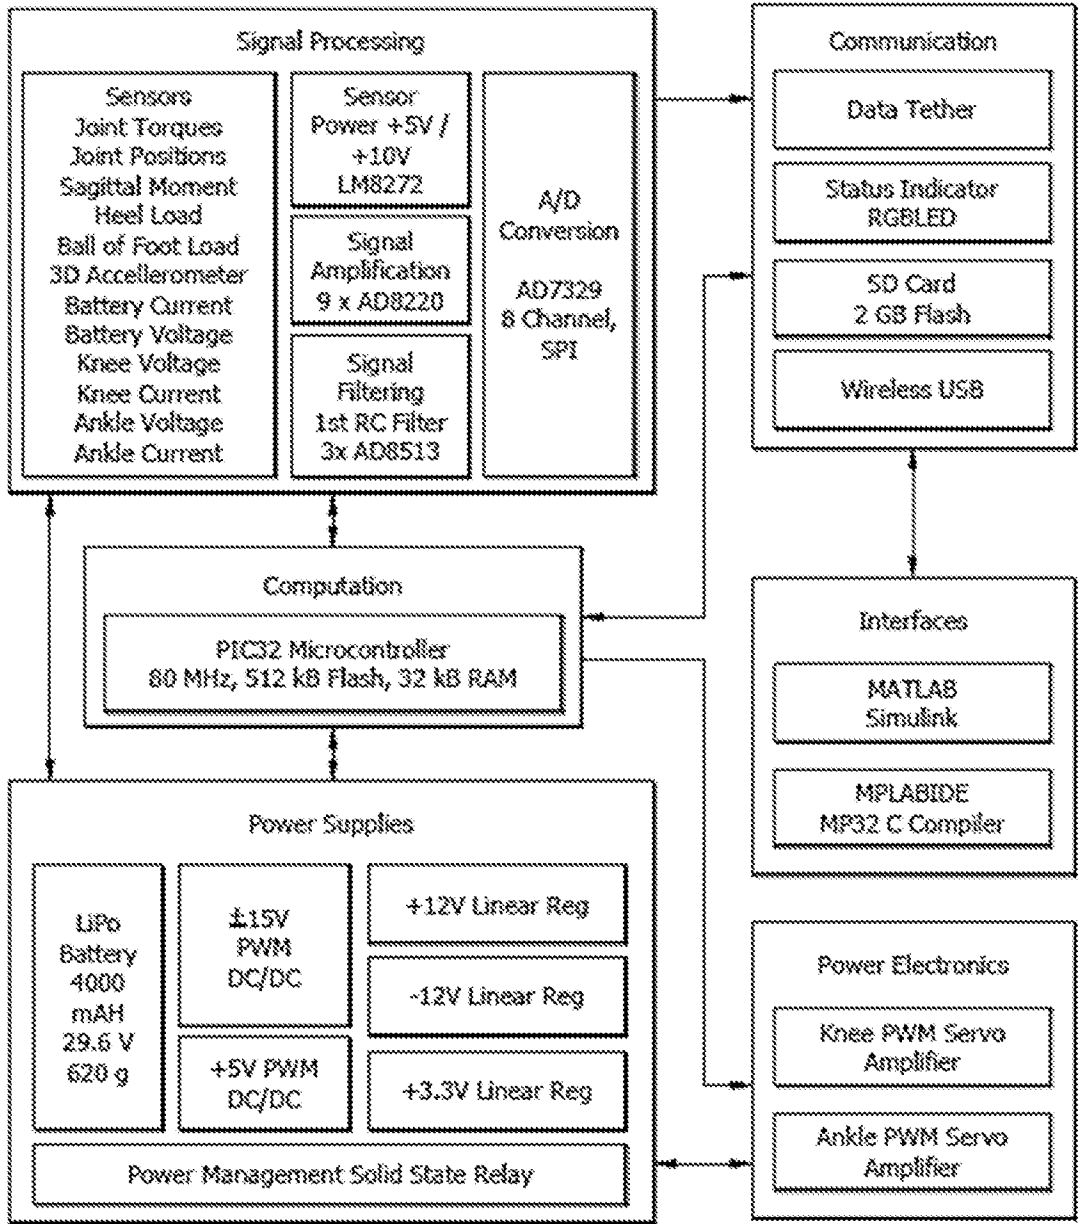 Signal Processing
Sensors
Joint Torques
Joint Positions
Sagittal Moment
Heel Load
Ball of Foot Load
3D Accellerometer
Battery Current
Battery Voltage
Knee Voltage
Knee Current
Ankle Voltage
Ankle Current
Sensor
Power +5V /
+10V
LM8272
Signal
Amplification
9 x AD8220
Signal
Filtering
1st RC Filter
3x AD8513
A/D
Conversion
AD7329
8 Channel,
SPI
Communication
Data Tether
Status Indicator
RGBLED
SD Card
2 GB Flash
Wireless USB
Computation
PIC32 Microcontroller
80 MHz, 512 kB Flash, 32 kB RAM
Interfaces
MATLAB
Simulink
MPLABIDE
MP32 C Compiler
Power Supplies
LiPo
Battery
4000
mAH
29.6 V
620 g
±15V
PWM
DC/DC
+5V PWM
DC/DC
+12V Linear Reg
-12V Linear Reg
+3.3V Linear Reg
Power Management Solid State Relay
Power Electronics
Knee PWM Servo
Amplifier
Ankle PWM Servo
Amplifier